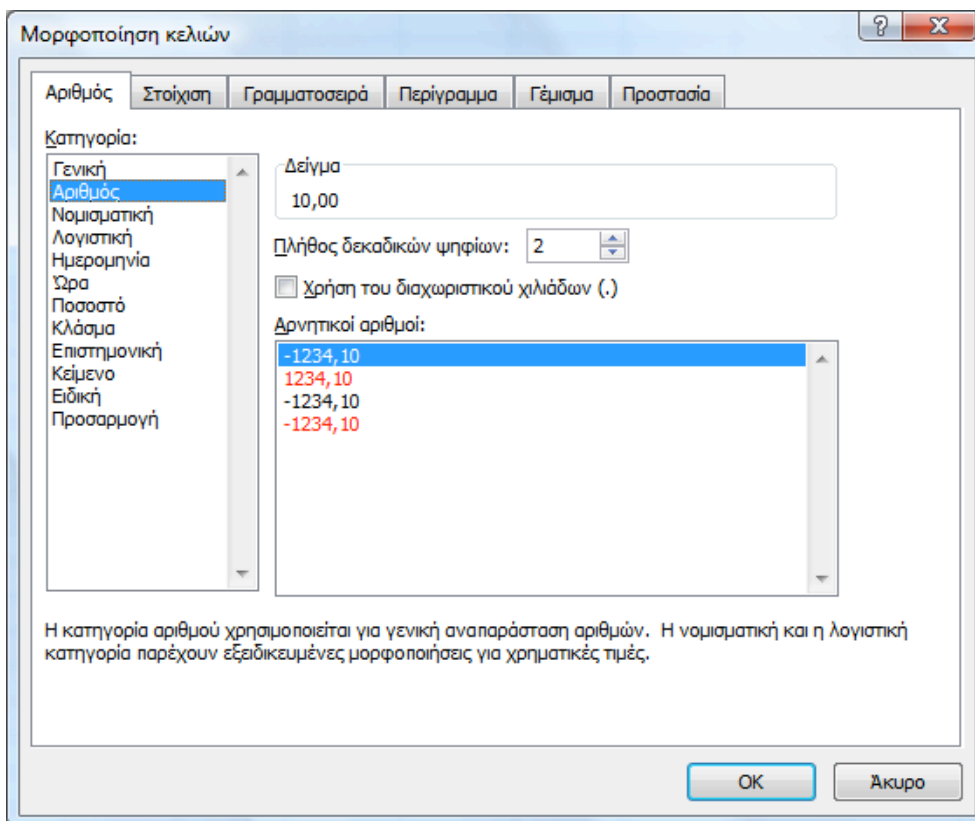 Μορφοποίηση κελιών
Αριθμός Στοίχιση Γραμματοσειρά Περίγραμμα Γέμισμα Προστασία
Κατηγορία:
Γενική
Αριθμός
Νομισματική
Λογιστική
Ημερομηνία
Ώρα
Ποσοστό
Κλάσμα
Επιστημονική
Κείμενο
Ειδική
Προσαρμογή
Δείγμα
10,00
Πλήθος δεκαδικών ψηφίων: 2
Χρήση του διαχωριστικού χιλιάδων (.)
Αρνητικοί αριθμοί:
-1234,10
1234,10
-1234,10
-1234,10
Η κατηγορία αριθμού χρησιμοποιείται για γενική αναπαράσταση αριθμών. Η νομισματική και η λογιστική
κατηγορία παρέχουν εξειδικευμένες μορφοποιήσεις για χρηματικές τιμές.
OK Άκυρο